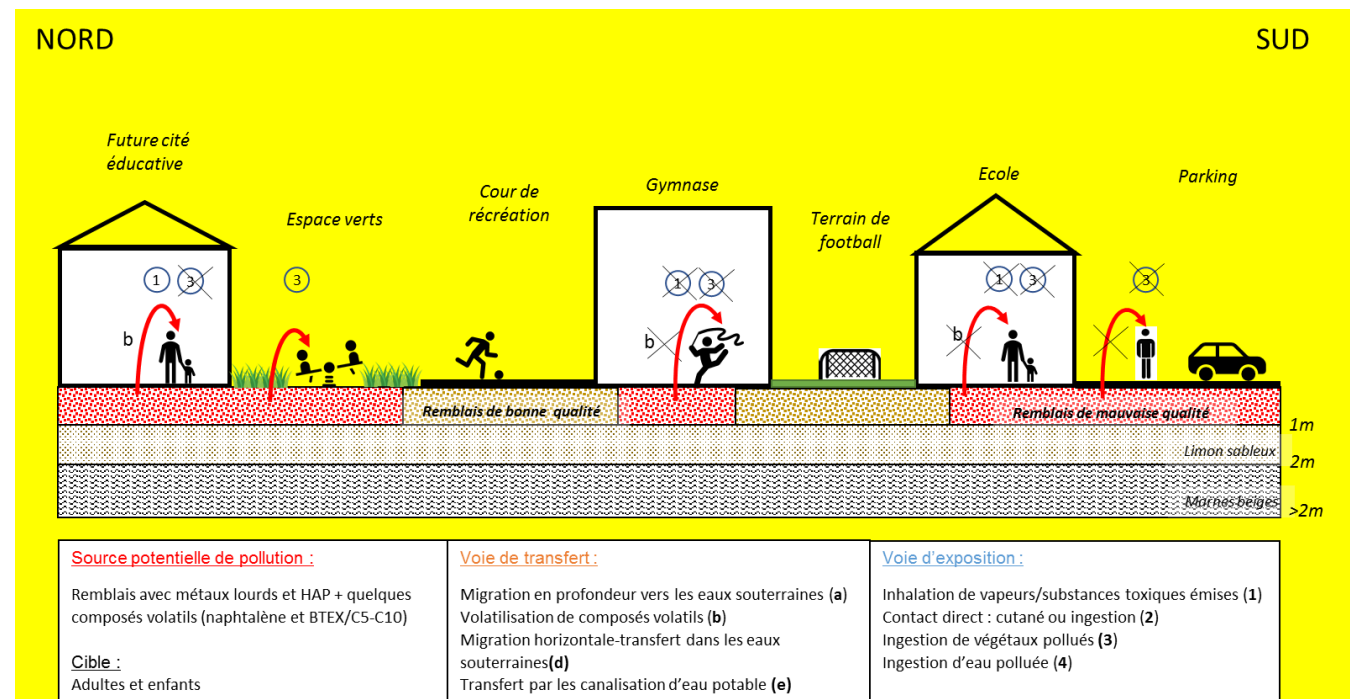 NORD
SUD
Future cité
éducative
Espace verts
Cour de
récréation
Gymnase
Terrain de
football
Ecole
Parking
1 3
3
1 3
1 3
3
b
b
b
Remblais de bonne qualité
Remblais de mauvaise qualité
1m
Limon sableux
2m
Marnes beiges
>2m
Source potentielle de pollution :
Remblais avec métaux lourds et HAP + quelques
composés volatils (naphtalène et BTEX/C5-C10)
Cible :
Adultes et enfants
Voie de transfert :
Migration en profondeur vers les eaux souterraines (a)
Volatilisation de composés volatils (b)
Migration horizontale-transfert dans les eaux
souterraines(d)
Transfert par les canalisation d'eau potable (e)
Voie d'exposition :
Inhalation de vapeurs/substances toxiques émises (1)
Contact direct : cutané ou ingestion (2)
Ingestion de végétaux pollués (3)
Ingestion d'eau polluée (4)